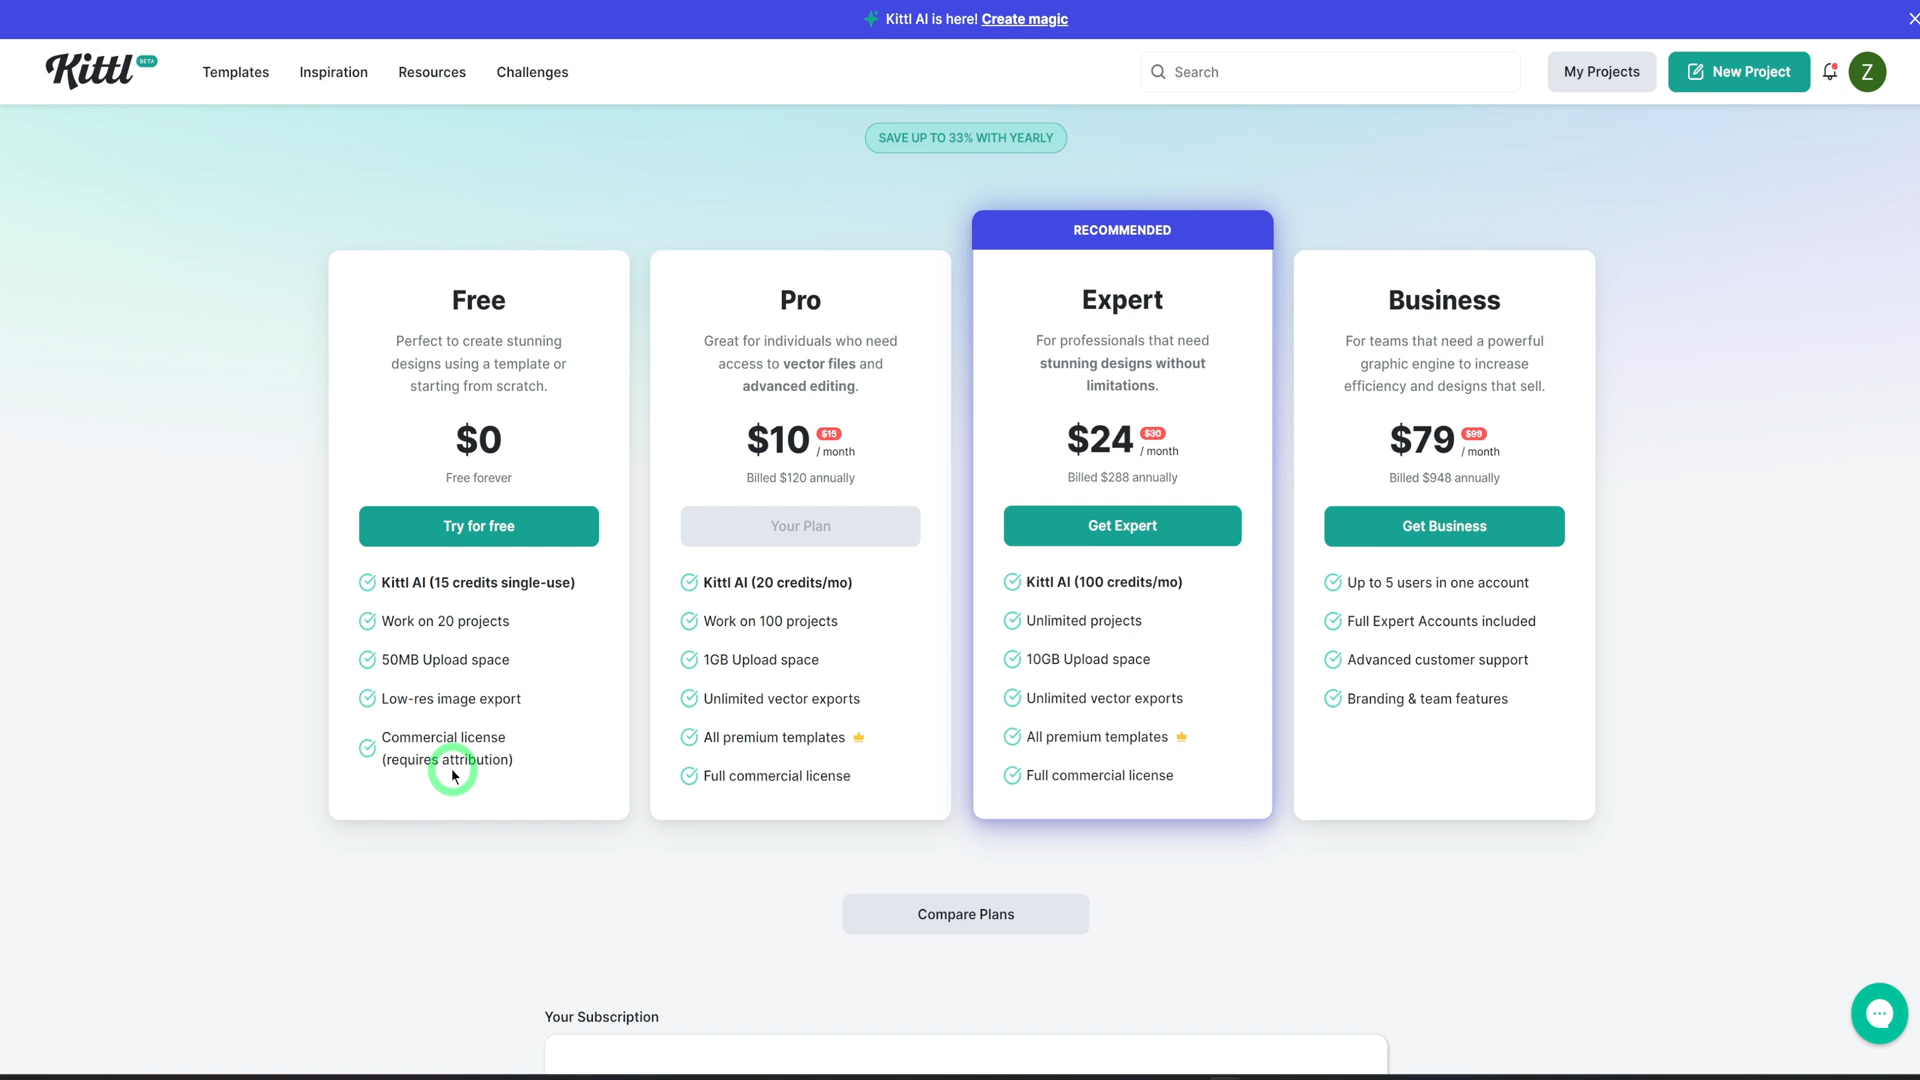 Kittl AI is here! Create magic
Kittl BETA
Templates
Inspiration
Resources
Challenges
Search
My Projects
New Project
Z
SAVE UP TO 33% WITH YEARLY
Free
Perfect to create stunning
designs using a template or
starting from scratch.
$0
Free forever
Try for free
Kittl AI (15 credits single-use)
Work on 20 projects
50MB Upload space
Low-res image export
Commercial license
(requires attribution)
Pro
Great for individuals who need
access to vector files and
advanced editing.
$10 $15
/ month
Billed $120 annually
Your Plan
Kittl AI (20 credits/mo)
Work on 100 projects
1GB Upload space
Unlimited vector exports
All premium templates
Full commercial license
RECOMMENDED
Expert
For professionals that need
stunning designs without
limitations.
$24 $30
/ month
Billed $288 annually
Get Expert
Kittl AI (100 credits/mo)
Unlimited projects
10GB Upload space
Unlimited vector exports
All premium templates
Full commercial license
Business
For teams that need a powerful
graphic engine to increase
efficiency and designs that sell.
$79 $99
/ month
Billed $948 annually
Get Business
Up to 5 users in one account
Full Expert Accounts included
Advanced customer support
Branding & team features
Compare Plans
Your Subscription